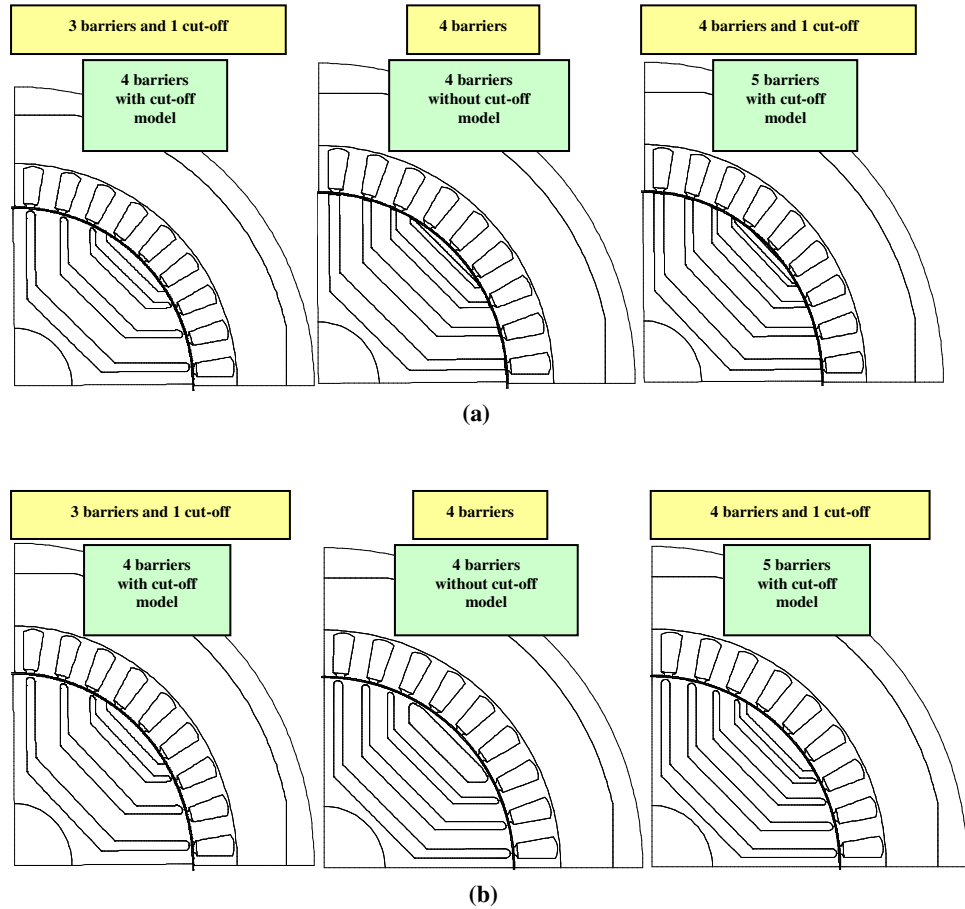 3 barriers and 1 cut-off
4 barriers
4 barriers and 1 cut-off
4 barriers
with cut-off
model
4 barriers
without cut-off
model
5 barriers
with cut-off
model
(a)
3 barriers and 1 cut-off
4 barriers
4 barriers and 1 cut-off
4 barriers
with cut-off
model
4 barriers
without cut-off
model
5 barriers
with cut-off
model
(b)